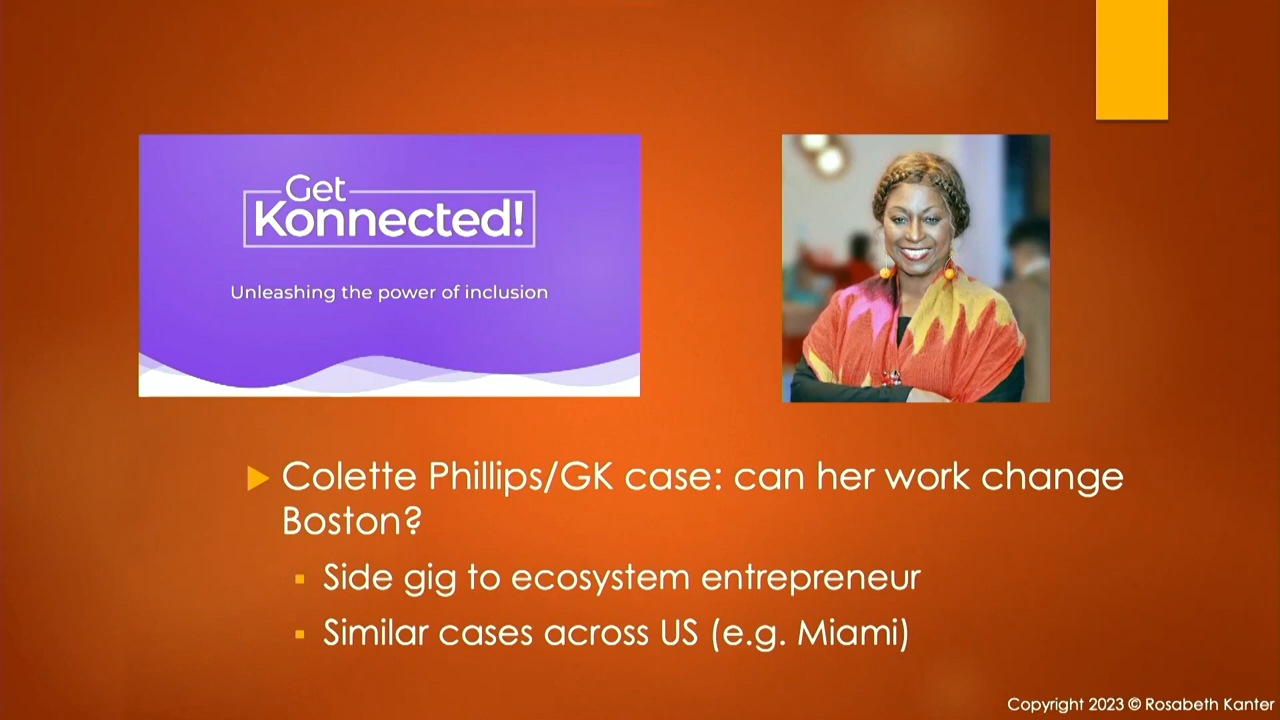 Get
Konnected!
Unleashing the power of inclusion
Colette Phillips/GK case: can her work change
Boston?
Side gig to ecosystem entrepreneur
Similar cases across US (e.g. Miami)
Copyright 2023 © Rosabeth Kanter